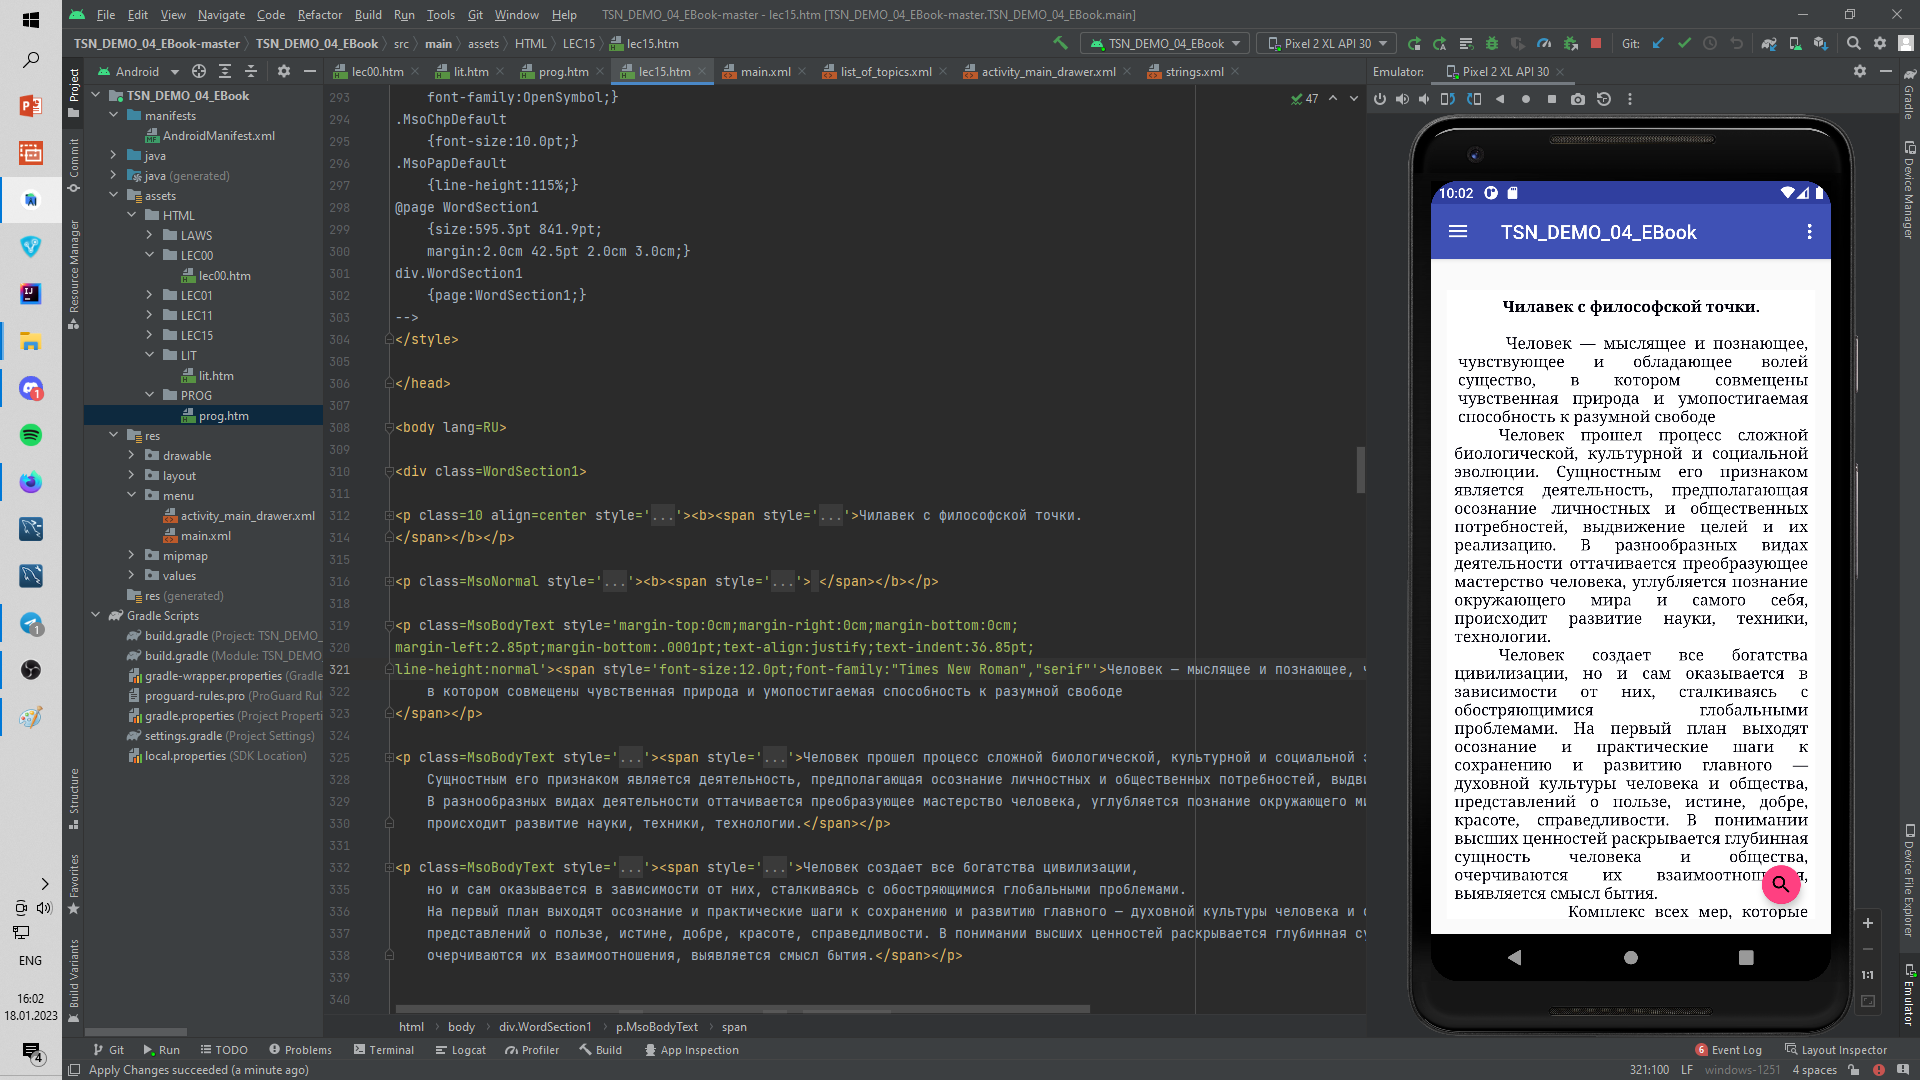 File Edit View Navigate Code Refactor Build Run Tools Git Window Help TSN_DEMO_04_EBook-master - lec15.htm [TSN_DEMO_04_EBook-master.TSN_DEMO_04_EBook.main]
TSN_DEMO_04_EBook-master TSN_DEMO_04_EBook src main assets HTML LEC15 lec15.htm
TSN_DEMO_04_EBook Pixel 2 XL API 30 Git:
Project
Commit
Resource Manager
Structure
Favorites
Build Variants
Android
TSN_DEMO_04_EBook
manifests
AndroidManifest.xml
java
java (generated)
assets
HTML
LAWS
LEC00
lec00.htm
LEC01
LEC11
LEC15
LIT
lit.htm
PROG
prog.htm
res
drawable
layout
menu
activity_main_drawer.xml
main.xml
mipmap
values
res (generated)
Gradle Scripts
build.gradle (Project: TSN_DEMO_
build.gradle (Module: TSN_DEMO
gradle-wrapper.properties (Gradle
proguard-rules.pro (ProGuard Rul
gradle.properties (Project Properti
settings.gradle (Project Settings)
local.properties (SDK Location)
lec00.htm lit.htm prog.htm lec15.htm main.xml list_of_topics.xml activity_main_drawer.xml strings.xml
47
293 font-family:OpenSymbol;}
294 .MsoChpDefault
295 {font-size:10.0pt;}
296 .MsoPapDefault
297 {line-height:115%;}
298 @page WordSection1
299 {size:595.3pt 841.9pt;
300 margin:2.0cm 42.5pt 2.0cm 3.0cm;}
301 div.WordSection1
302 {page:WordSection1;}
303 -->
304 </style>
305
306 </head>
307
308 <body lang=RU>
309
310 <div class=WordSection1>
311
312 <p class=10 align=center style='...'><b><span style='...'>Чилавек с философской точки.
314 </span></b></p>
315
316 <p class=MsoNormal style='...'><b><span style='...'> </span></b></p>
318
319 <p class=MsoBodyText style='margin-top:0cm;margin-right:0cm;margin-bottom:0cm;
320 margin-left:2.85pt;margin-bottom:.0001pt;text-align:justify;text-indent:36.85pt;
321 line-height:normal'><span style='font-size:12.0pt;font-family:"Times New Roman","serif"'>Человек — мыслящее и познающее, ч
322 в котором совмещены чувственная природа и умопостигаемая способность к разумной свободе
323 </span></p>
324
325 <p class=MsoBodyText style='...'><span style='...'>Человек прошел процесс сложной биологической, культурной и социальной э
328 Сущностным его признаком является деятельность, предполагающая осознание личностных и общественных потребностей, выдви
329 В разнообразных видах деятельности оттачивается преобразующее мастерство человека, углубляется познание окружающего ми
330 происходит развитие науки, техники, технологии.</span></p>
331
332 <p class=MsoBodyText style='...'><span style='...'>Человек создает все богатства цивилизации,
335 но и сам оказывается в зависимости от них, сталкиваясь с обостряющимися глобальными проблемами.
336 На первый план выходят осознание и практические шаги к сохранению и развитию главного — духовной культуры человека и о
337 представлений о пользе, истине, добре, красоте, справедливости. В понимании высших ценностей раскрывается глубинная су
338 очерчиваются их взаимоотношения, выявляется смысл бытия.</span></p>
339
340
html body div.WordSection1 p.MsoBodyText span
Emulator: Pixel 2 XL API 30
10:02
TSN_DEMO_04_EBook
Чилавек с философской точки.
Человек — мыслящее и познающее,
чувствующее и обладающее волей
существо, в котором совмещены
чувственная природа и умопостигаемая
способность к разумной свободе
Человек прошел процесс сложной
биологической, культурной и социальной
эволюции. Сущностным его признаком
является деятельность, предполагающая
осознание личностных и общественных
потребностей, выдвижение целей и их
реализацию. В разнообразных видах
деятельности оттачивается преобразующее
мастерство человека, углубляется познание
окружающего мира и самого себя,
происходит развитие науки, техники,
технологии.
Человек создает все богатства
цивилизации, но и сам оказывается в
зависимости от них, сталкиваясь с
обостряющимися глобальными
проблемами. На первый план выходят
осознание и практические шаги к
сохранению и развитию главного —
духовной культуры человека и общества,
представлений о пользе, истине, добре,
красоте, справедливости. В понимании
высших ценностей раскрывается глубинная
сущность человека и общества,
очерчиваются их взаимоотнош я,
выявляется смысл бытия.
Комплекс всех мер, которые
1:1
Gradle
Device Manager
Device File Explorer
Emulator
Git Run TODO Problems Terminal Logcat Profiler Build App Inspection 6 Event Log Layout Inspector
Apply Changes succeeded (a minute ago) 321:100 LF windows-1251 4 spaces
1
1
ENG
16:02
18.01.2023
4